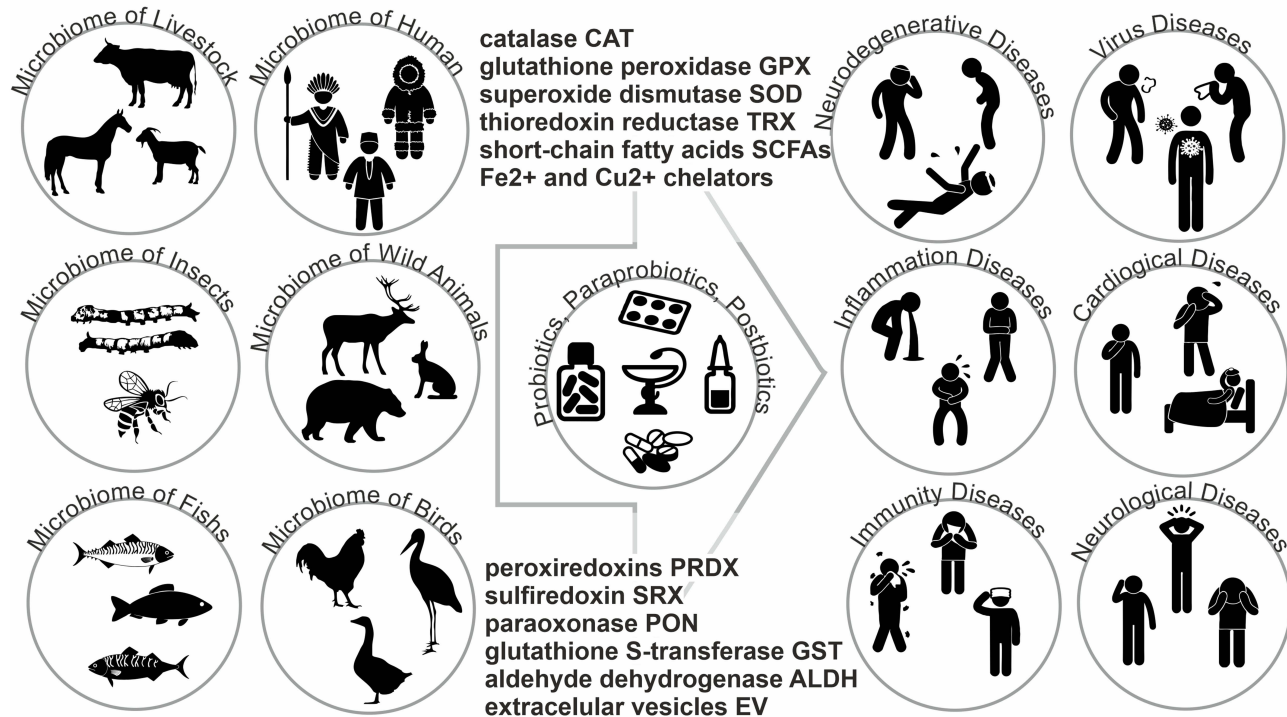 Microbiome of Livestock
Microbiome of Human
catalase CAT
glutathione peroxidase GPX
superoxide dismutase SOD
thioredoxin reductase TRX
short-chain fatty acids SCFAs
Fe2+ and Cu2+ chelators
Neurodegenerative Diseases
Virus Diseases
Microbiome of Insects
Microbiome of Wild Animals
Probiotics, Paraprobiotics, Postbiotics
Inflammation Diseases
Cardiological Diseases
Microbiome of Fishs
Microbiome of Birds
peroxiredoxins PRDX
sulfiredoxin SRX
paraoxonase PON
glutathione S-transferase GST
aldehyde dehydrogenase ALDH
extracelular vesicles EV
Immunity Diseases
Neurological Diseases